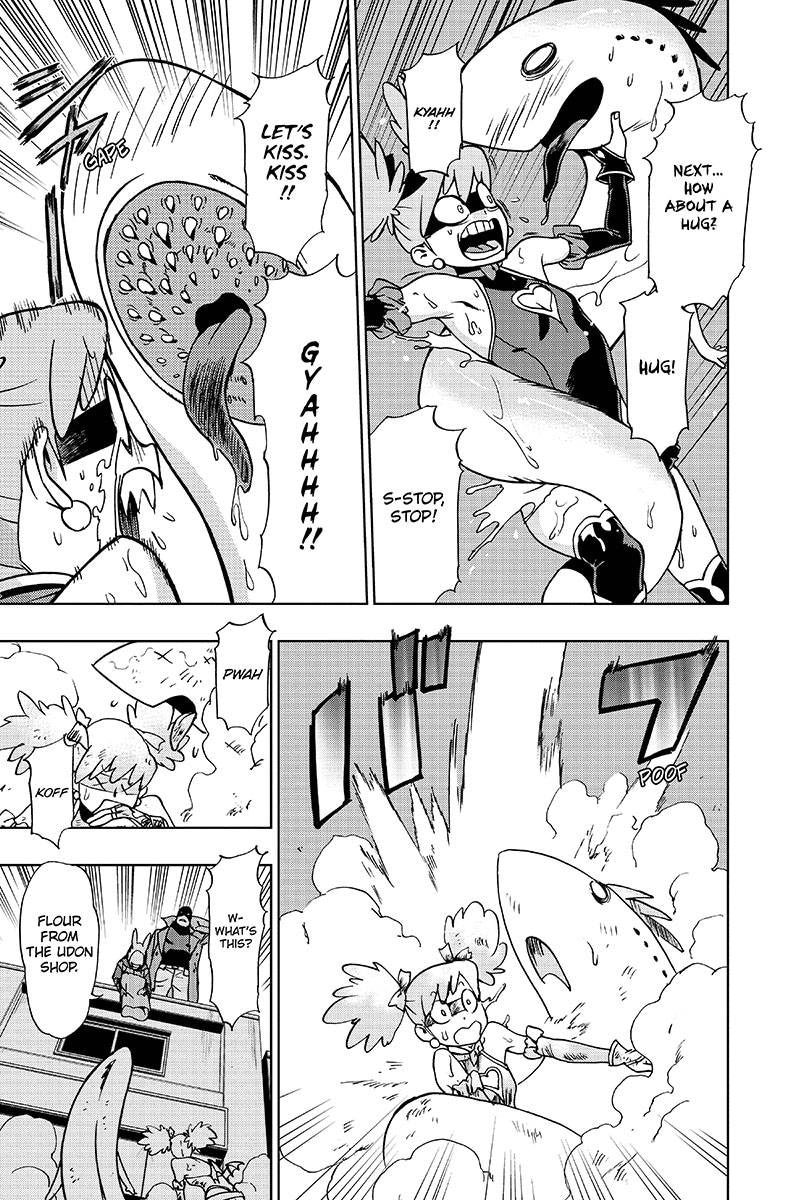 KYAHH
!!
NEXT...
HOW
ABOUT A
HUG?
HUG!
S-STOP,
STOP!
LET'S
KISS.
KISS
!!
GAPE
GYAHHHHH!!
POOF
PWAH
KOFF
W-
WHAT'S
THIS?
FLOUR
FROM
THE UDON
SHOP.